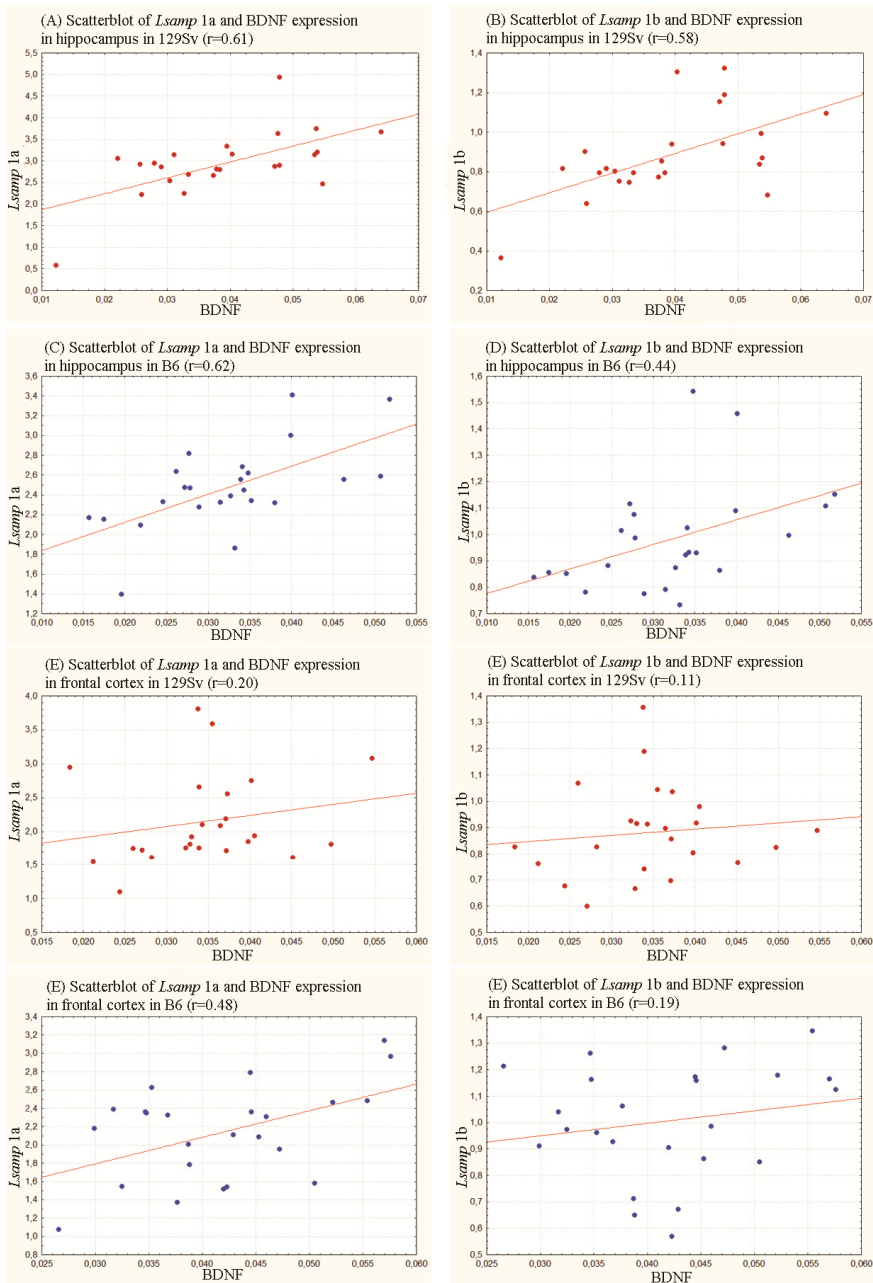 (A) Scatterblot of Lsamp 1a and BDNF expression
in hippocampus in 129Sv (r=0.61)
5,5
5,0
4,5
4,0
3,5
3,0
2,5
2,0
1,5
1,0
0,5
0,0
Lsamp 1a
0,01 0,02 0,03 0,04 0,05 0,06 0,07
BDNF
(B) Scatterblot of Lsamp 1b and BDNF expression
in hippocampus in 129Sv (r=0.58)
1,4
1,2
1,0
0,8
0,6
0,4
0,2
Lsamp 1b
0,01 0,02 0,03 0,04 0,05 0,06 0,07
BDNF
(C) Scatterblot of Lsamp 1a and BDNF expression
in hippocampus in B6 (r=0.62)
3,6
3,4
3,2
3,0
2,8
2,6
2,4
2,2
2,0
1,8
1,6
1,4
1,2
Lsamp 1a
0,010 0,015 0,020 0,025 0,030 0,035 0,040 0,045 0,050 0,055
BDNF
(D) Scatterblot of Lsamp 1b and BDNF expression
in hippocampus in B6 (r=0.44)
1,6
1,5
1,4
1,3
1,2
1,1
1,0
0,9
0,8
0,7
Lsamp 1b
0,010 0,015 0,020 0,025 0,030 0,035 0,040 0,045 0,050 0,055
BDNF
(E) Scatterblot of Lsamp 1a and BDNF expression
in frontal cortex in 129Sv (r=0.20)
4,0
3,5
3,0
2,5
2,0
1,5
1,0
0,5
Lsamp 1a
0,015 0,020 0,025 0,030 0,035 0,040 0,045 0,050 0,055 0,060
BDNF
(E) Scatterblot of Lsamp 1b and BDNF expression
in frontal cortex in 129Sv (r=0.11)
1,4
1,3
1,2
1,1
1,0
0,9
0,8
0,7
0,6
0,5
Lsamp 1b
0,015 0,020 0,025 0,030 0,035 0,040 0,045 0,050 0,055 0,060
BDNF
(E) Scatterblot of Lsamp 1a and BDNF expression
in frontal cortex in B6 (r=0.48)
3,4
3,2
3,0
2,8
2,6
2,4
2,2
2,0
1,8
1,6
1,4
1,2
1,0
0,8
Lsamp 1a
0,025 0,030 0,035 0,040 0,045 0,050 0,055 0,060
BDNF
(E) Scatterblot of Lsamp 1b and BDNF expression
in frontal cortex in B6 (r=0.19)
1,4
1,3
1,2
1,1
1,0
0,9
0,8
0,7
0,6
0,5
Lsamp 1b
0,025 0,030 0,035 0,040 0,045 0,050 0,055 0,060
BDNF